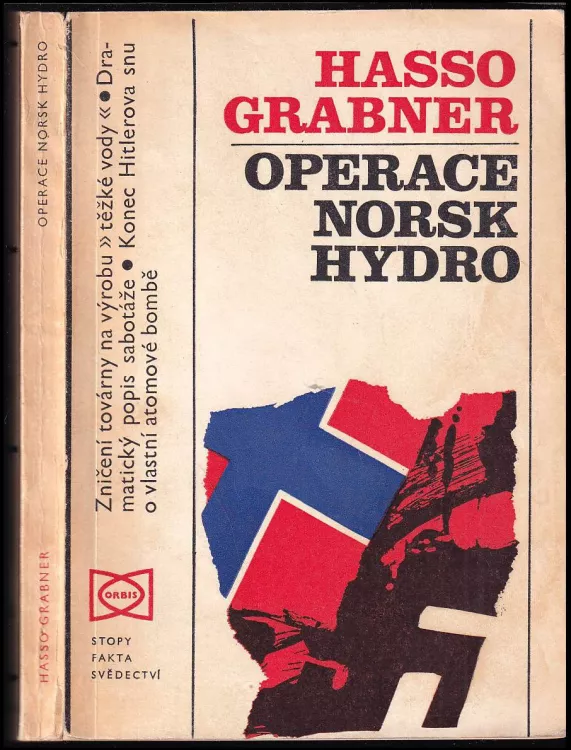 OPERACE NORSK HYDRO
HASSO GRABNER
Zničení továrny na výrobu » těžké vody « ● Dra-
matický popis sabotáže ● Konec Hitlerova snu
o vlastní atomové bombě
ORBIS
STOPY
FAKTA
SVĚDECTVÍ
HASSO
GRABNER
OPERACE
NORSK
HYDRO